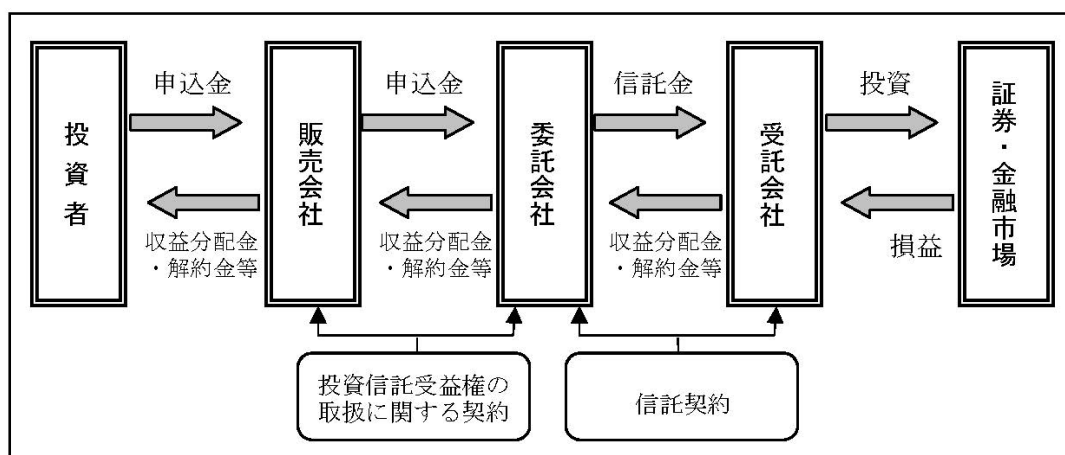 投資者
申込金
収益分配金
・解約金等
販売会社
申込金
収益分配金
・解約金等
委託会社
信託金
収益分配金
・解約金等
受託会社
投資
損益
証券・金融市場
投資信託受益権の
取扱に関する契約
信託契約